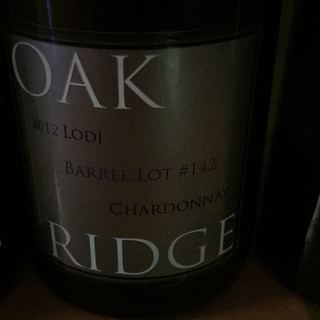 OAK
2012 LODI
BARREL LOT #142
CHARDONNAY
RIDGE